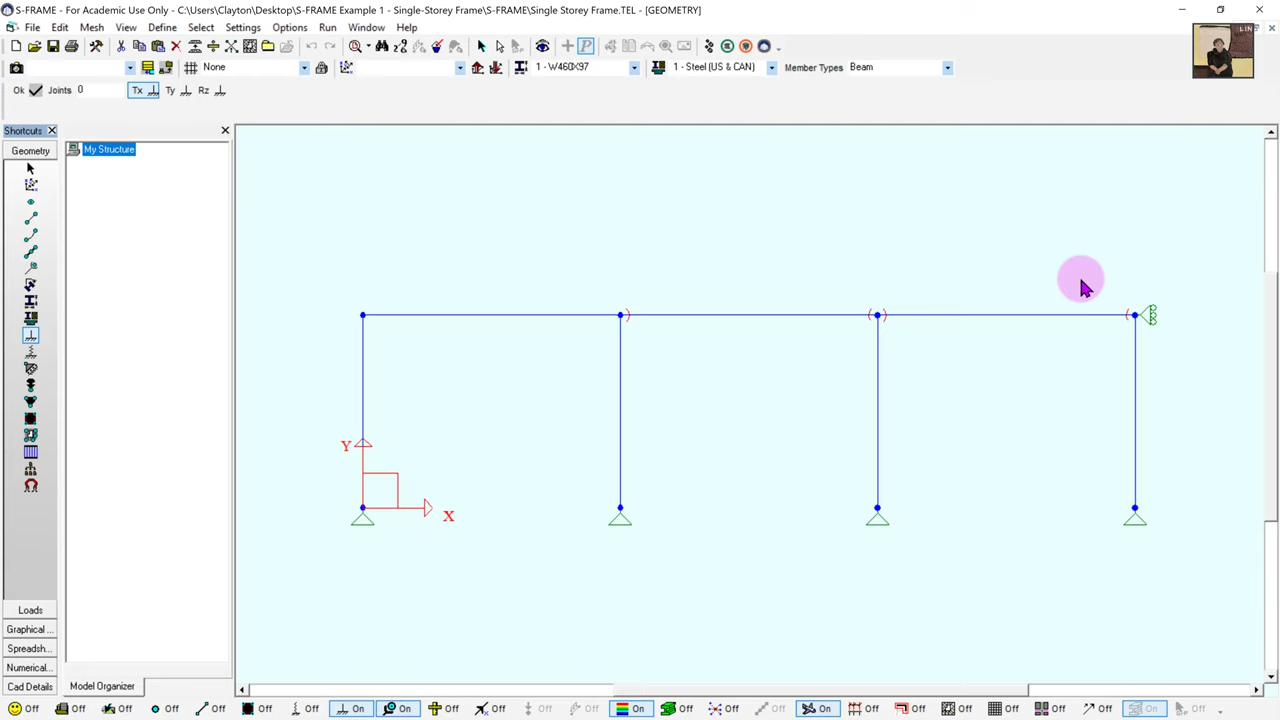 S-FRAME - For Academic Use Only - C:\Users\Clayton\Desktop\S-FRAME Example 1 - Single-Storey Frame\S-FRAME\Single Storey Frame.TEL - [GEOMETRY]
File Edit Mesh View Define Select Settings Options Run Window Help
None 1 - W460X97 1 - Steel (US & CAN) Member Types Beam
LIN
Ok Joints 0 Tx Ty Rz
Shortcuts
Geometry
My Structure
Y
X
Loads
Graphical ...
Spreadsh...
Numerical...
Cad Details
Model Organizer
Off Off Off Off Off Off Off On On Off Off Off Off On Off Off Off On Off Off Off Off Off Off On Off